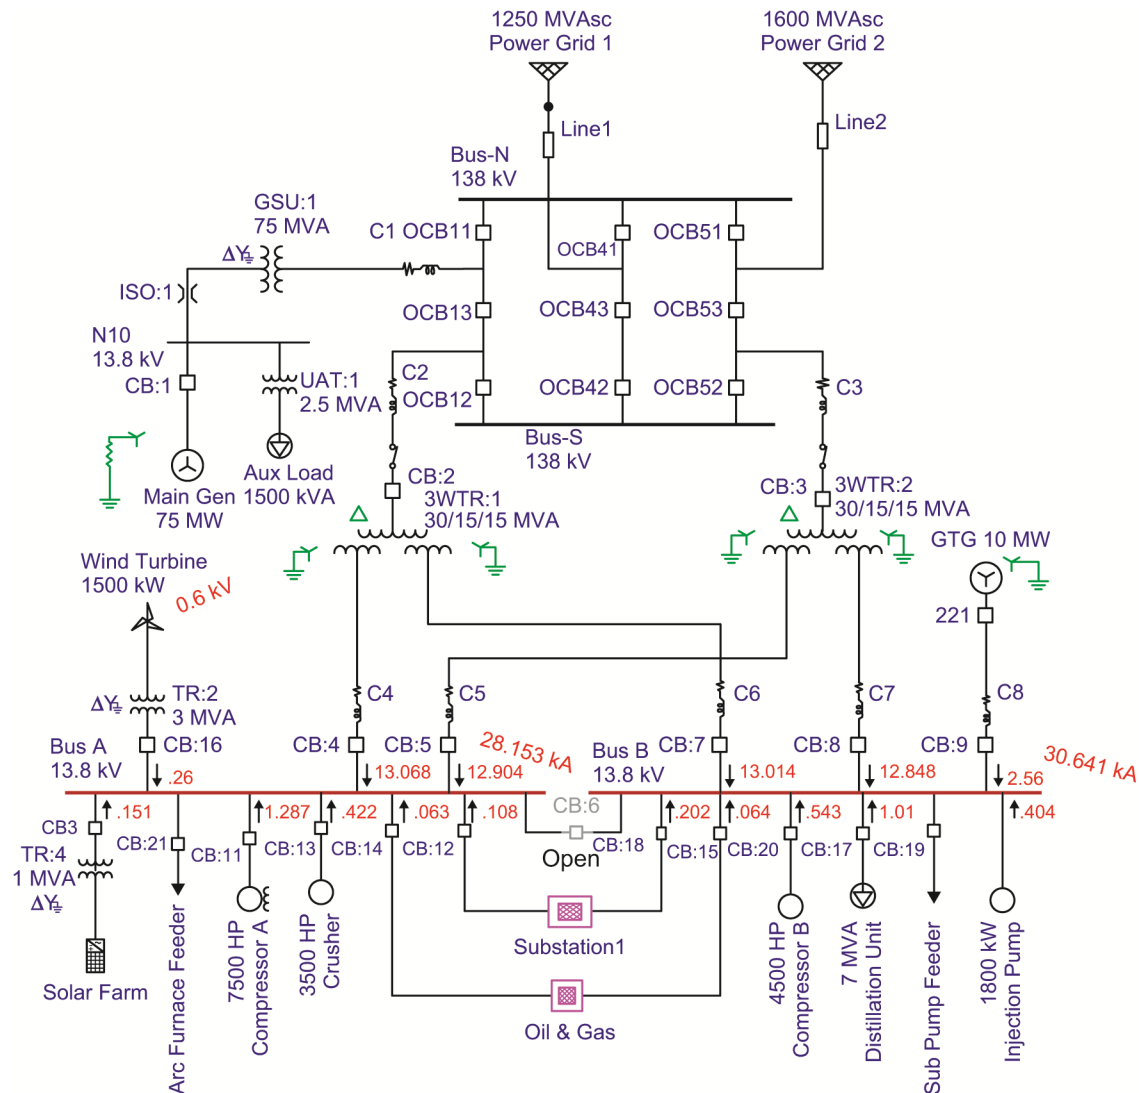 1250 MVAsc
Power Grid 1
1600 MVAsc
Power Grid 2
Line1
Line2
Bus-N
138 kV
GSU:1
75 MVA
C1 OCB11
OCB41
OCB51
ΔY
ISO:1
OCB13
OCB43
OCB53
N10
13.8 kV
CB:1
UAT:1
2.5 MVA
C2
OCB12
OCB42
OCB52
C3
Bus-S
138 kV
Main Gen
75 MW
Aux Load
1500 kVA
CB:2
3WTR:1
30/15/15 MVA
CB:3
3WTR:2
30/15/15 MVA
GTG 10 MW
Wind Turbine
1500 kW
0.6 kV
221
ΔY
TR:2
3 MVA
C4
C5
C6
C7
C8
Bus A
13.8 kV
CB:16
CB:4
CB:5
28.153 kA
Bus B
13.8 kV
CB:7
CB:8
CB:9
30.641 kA
.26
13.068
12.904
13.014
12.848
2.56
.151
1.287
.422
.063
.108
CB:6
.202
.064
.543
1.01
.404
CB3
CB:21
CB:11
CB:13
CB:14
CB:12
Open
CB:18
CB:15
CB:20
CB:17
CB:19
TR:4
1 MVA
ΔY
Solar Farm
Arc Furnace Feeder
7500 HP
Compressor A
3500 HP
Crusher
Substation1
Oil & Gas
4500 HP
Compressor B
7 MVA
Distillation Unit
Sub Pump Feeder
1800 kW
Injection Pump